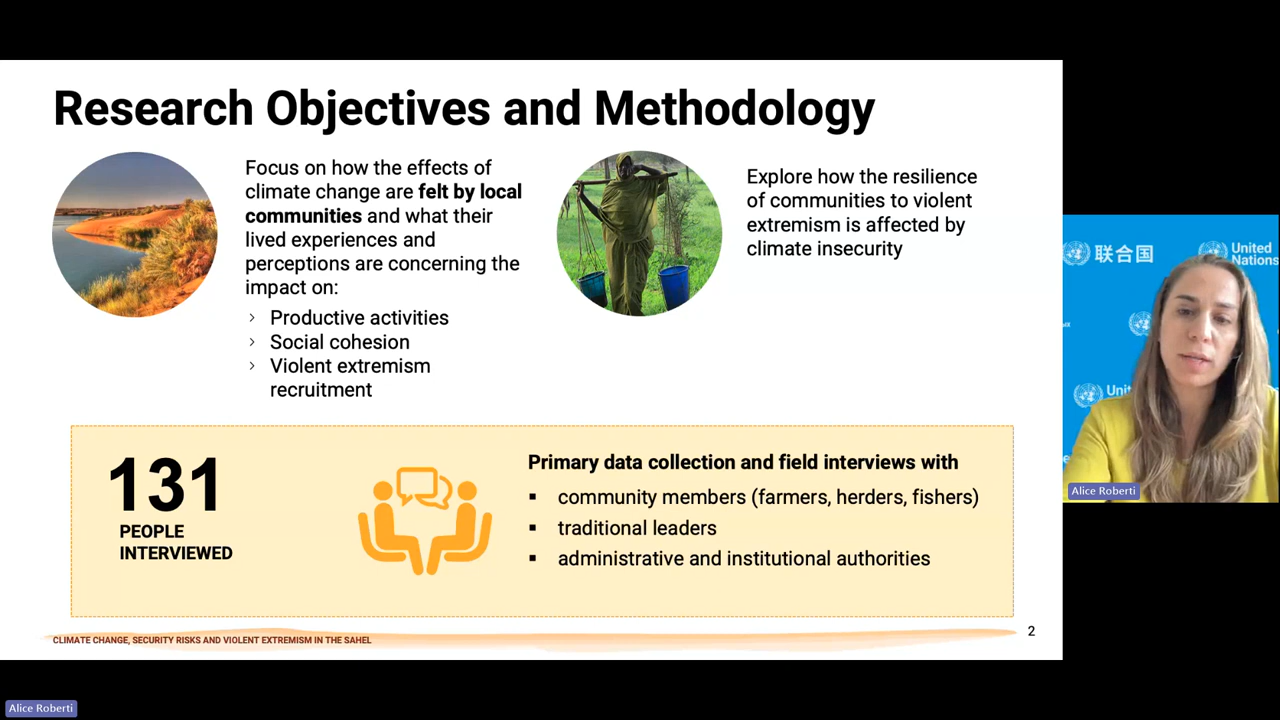 Research Objectives and Methodology
Focus on how the effects of
climate change are felt by local
communities and what their
lived experiences and
perceptions are concerning the
impact on:
› Productive activities
› Social cohesion
› Violent extremism
recruitment
Explore how the resilience
of communities to violent
extremism is affected by
climate insecurity
131
PEOPLE
INTERVIEWED
Primary data collection and field interviews with
▪ community members (farmers, herders, fishers)
▪ traditional leaders
▪ administrative and institutional authorities
CLIMATE CHANGE, SECURITY RISKS AND VIOLENT EXTREMISM IN THE SAHEL
2
联合国
United
Nations
Unit
Alice Roberti
Alice Roberti